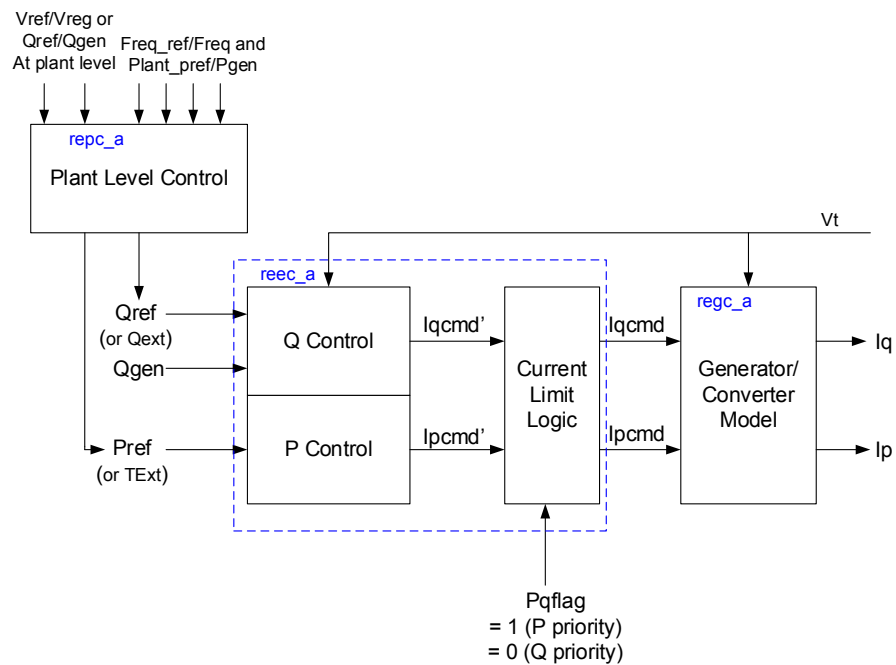 Vref/Vreg or
Qref/Qgen
At plant level
Freq_ref/Freq and
Plant_pref/Pgen
repc_a
Plant Level Control
Vt
reec_a
regc_a
Qref
(or Qext)
Qgen
Pref
(or TExt)
Q Control
P Control
Iqcmd’
Ipcmd’
Current
Limit
Logic
Iqcmd
Ipcmd
Generator/
Converter
Model
Iq
Ip
Pqflag
= 1 (P priority)
= 0 (Q priority)